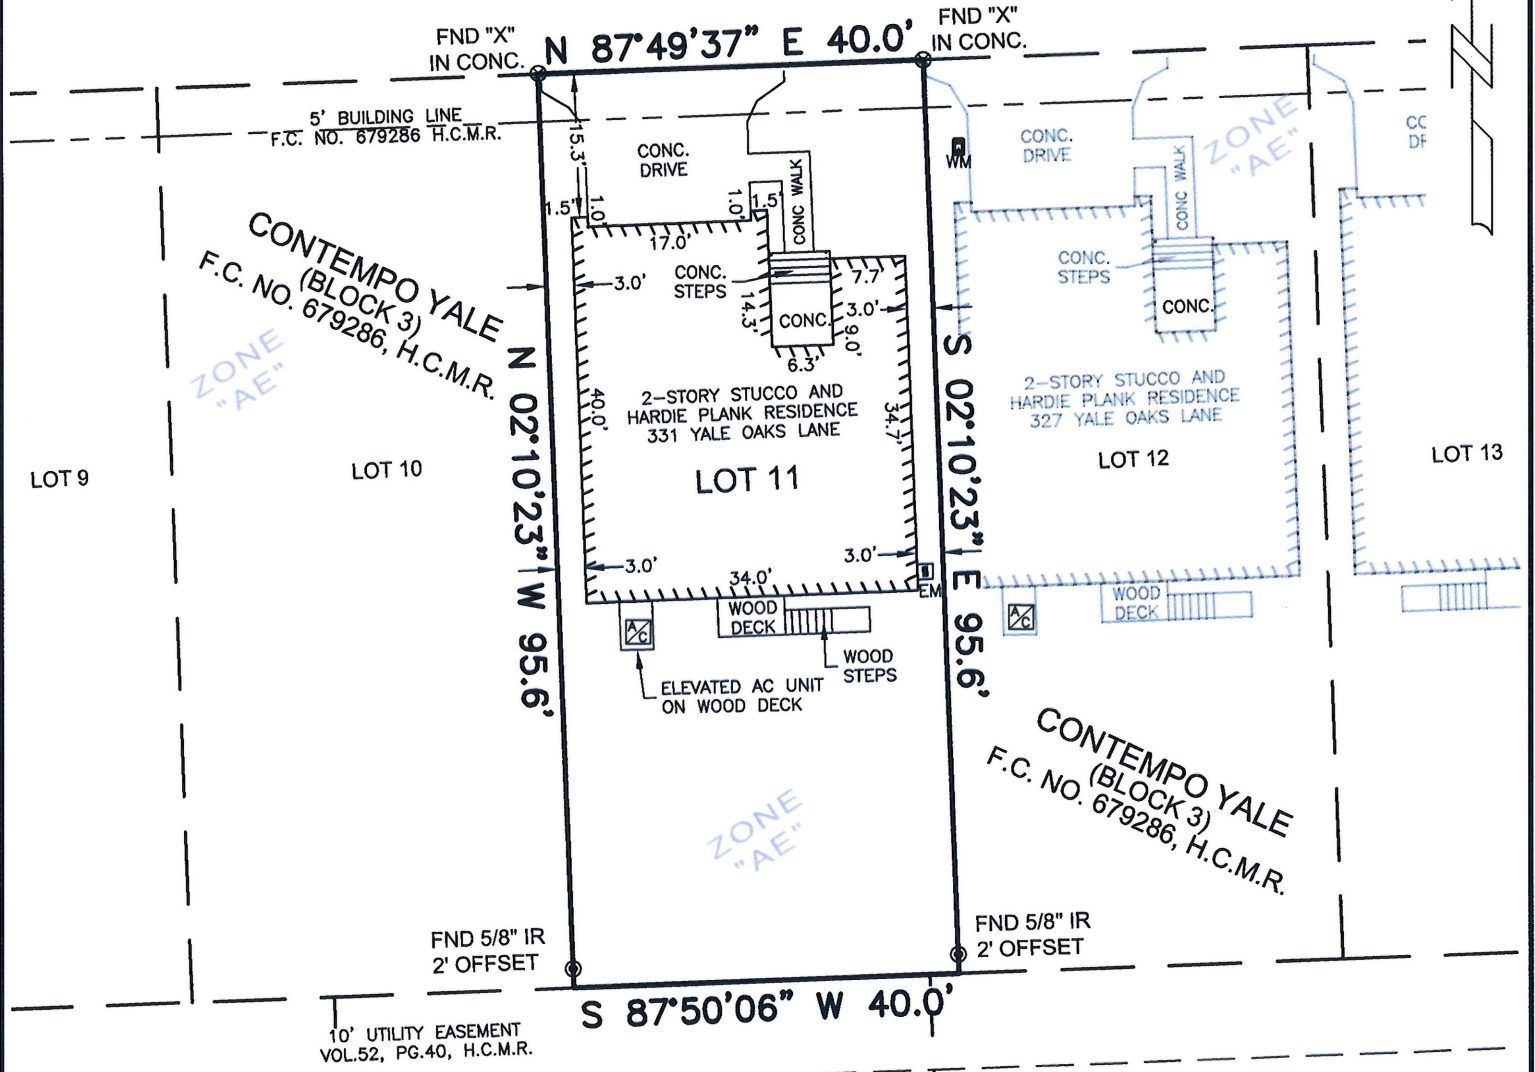 FND "X"
IN CONC.
N 87°49'37" E 40.0'
FND "X"
IN CONC.
5' BUILDING LINE
F.C. NO. 679286 H.C.M.R.
15.3'
CONC.
DRIVE
CONC WALK
WM
CONC.
DRIVE
CONC WALK
ZONE
"AE"
1.5'
1.0'
1.0'
1.5'
17.0'
CONTEMPO YALE
(BLOCK 3)
F.C. NO. 679286, H.C.M.R.
3.0'
CONC.
STEPS
14.3'
CONC.
7.7'
3.0'
9.0'
6.3'
CONC.
STEPS
CONC.
ZONE
"AE"
N 02°10'23" W 95.6'
40.0'
2-STORY STUCCO AND
HARDIE PLANK RESIDENCE
331 YALE OAKS LANE
34.7'
S 02°10'23" E 95.6'
2-STORY STUCCO AND
HARDIE PLANK RESIDENCE
327 YALE OAKS LANE
LOT 9
LOT 10
LOT 11
LOT 12
LOT 13
3.0'
34.0'
3.0'
EM
A/C
WOOD
DECK
WOOD
STEPS
ELEVATED AC UNIT
ON WOOD DECK
A/C
WOOD
DECK
CONTEMPO YALE
(BLOCK 3)
F.C. NO. 679286, H.C.M.R.
ZONE
"AE"
FND 5/8" IR
2' OFFSET
FND 5/8" IR
2' OFFSET
S 87°50'06" W 40.0'
10' UTILITY EASEMENT
VOL.52, PG.40, H.C.M.R.